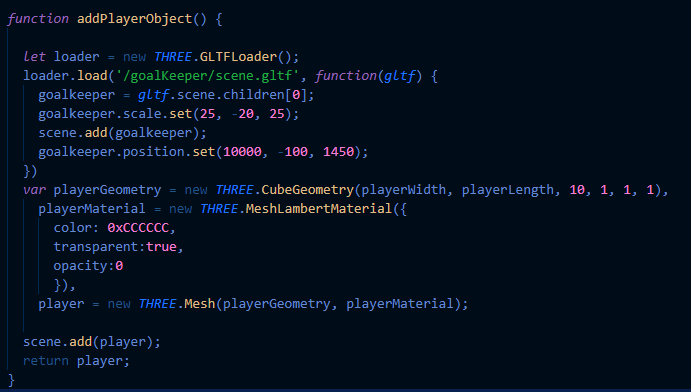 function addPlayerObject() {
let loader = new THREE.GLTFLoader();
loader.load('/goalKeeper/scene.gltf', function(gltf) {
goalkeeper = gltf.scene.children[0];
goalkeeper.scale.set(25, -20, 25);
scene.add(goalkeeper);
goalkeeper.position.set(10000, -100, 1450);
})
var playerGeometry = new THREE.CubeGeometry(playerWidth, playerLength, 10, 1, 1, 1),
playerMaterial = new THREE.MeshLambertMaterial({
color: 0xCCCCCC,
transparent:true,
opacity:0
}),
player = new THREE.Mesh(playerGeometry, playerMaterial);
scene.add(player);
return player;
}